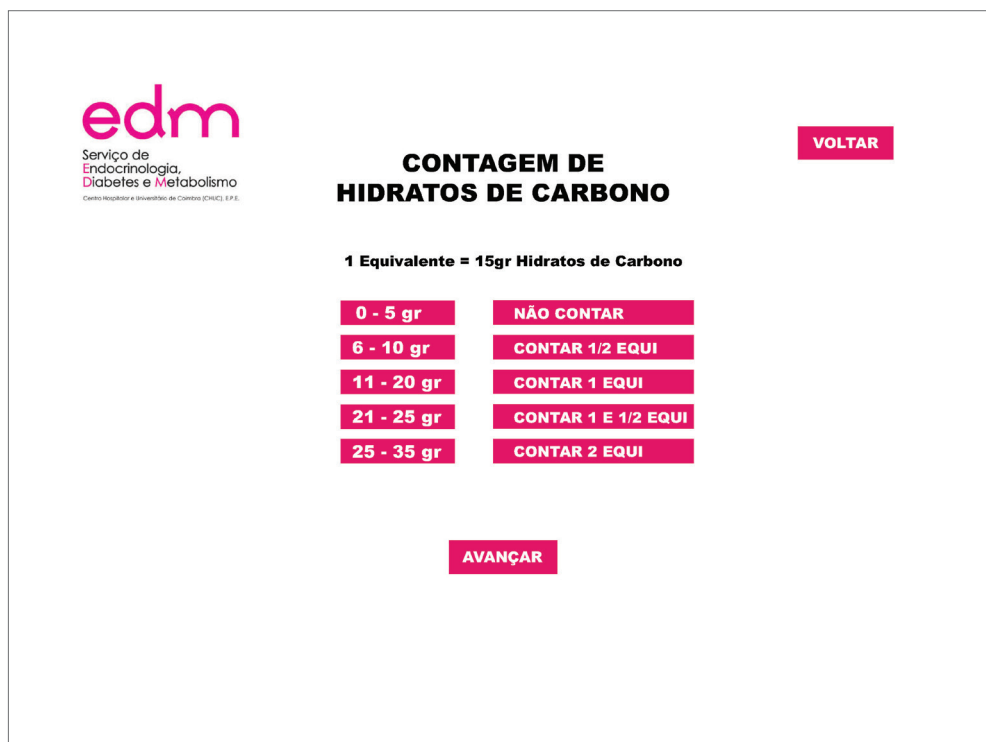 edm
Serviço de
Endocrinologia,
Diabetes e Metabolismo
Centro Hospitalar e Universitário de Coimbra (CHUC), E.P.E.
VOLTAR
CONTAGEM DE
HIDRATOS DE CARBONO
1 Equivalente = 15gr Hidratos de Carbono
0 - 5 gr NÃO CONTAR
6 - 10 gr CONTAR 1/2 EQUI
11 - 20 gr CONTAR 1 EQUI
21 - 25 gr CONTAR 1 E 1/2 EQUI
25 - 35 gr CONTAR 2 EQUI
AVANÇAR